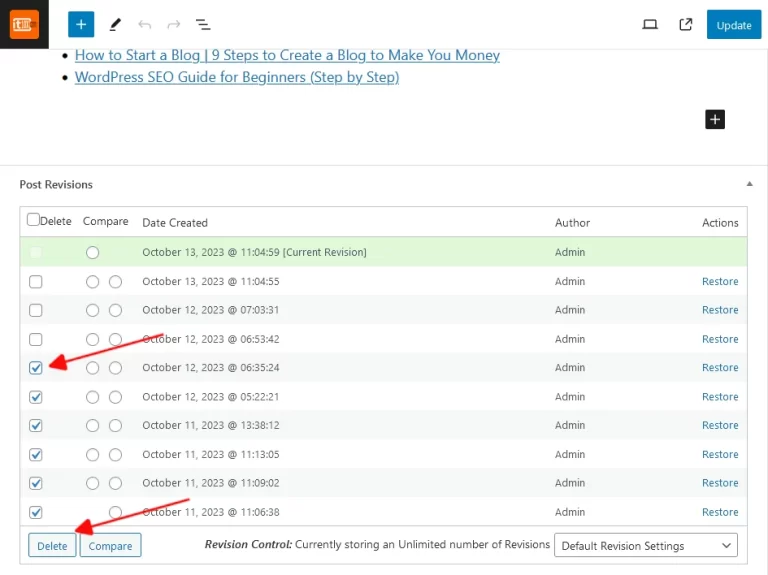 Update
How to Start a Blog | 9 Steps to Create a Blog to Make You Money
WordPress SEO Guide for Beginners (Step by Step)
Post Revisions
Delete Compare Date Created Author Actions
October 13, 2023 @ 11:04:59 [Current Revision] Admin
October 13, 2023 @ 11:04:55 Admin Restore
October 12, 2023 @ 07:03:31 Admin Restore
October 12, 2023 @ 06:53:42 Admin Restore
October 12, 2023 @ 06:35:24 Admin Restore
October 12, 2023 @ 05:22:21 Admin Restore
October 11, 2023 @ 13:38:12 Admin Restore
October 11, 2023 @ 11:13:05 Admin Restore
October 11, 2023 @ 11:09:02 Admin Restore
October 11, 2023 @ 11:06:38 Admin Restore
Delete Compare Revision Control: Currently storing an Unlimited number of Revisions Default Revision Settings